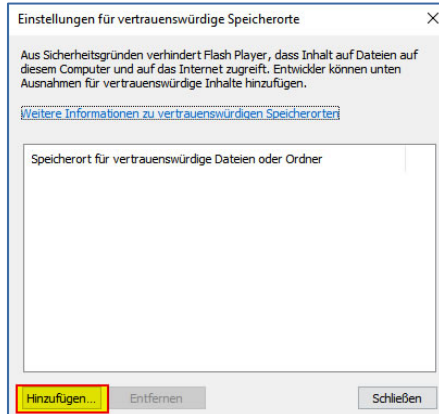 Einstellungen für vertrauenswürdige Speicherorte
Aus Sicherheitsgründen verhindert Flash Player, dass Inhalt auf Dateien auf
diesem Computer und auf das Internet zugreift. Entwickler können unten
Ausnahmen für vertrauenswürdige Inhalte hinzufügen.
Weitere Informationen zu vertrauenswürdigen Speicherorten
Speicherort für vertrauenswürdige Dateien oder Ordner
Hinzufügen... Entfernen Schließen